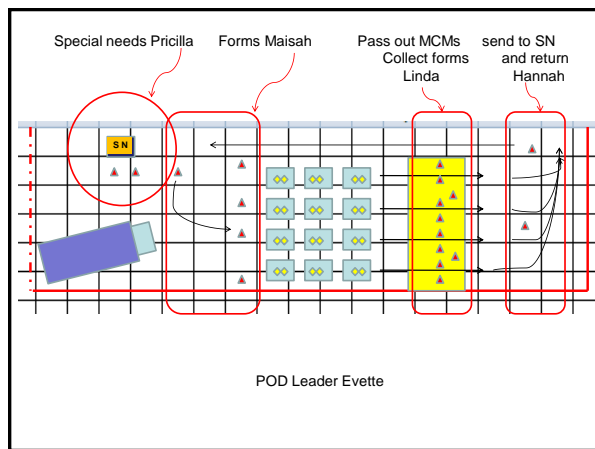 Special needs Pricilla
Forms Maisah
Pass out MCMs
Collect forms
Linda
send to SN
and return
Hannah
S N
POD Leader Evette